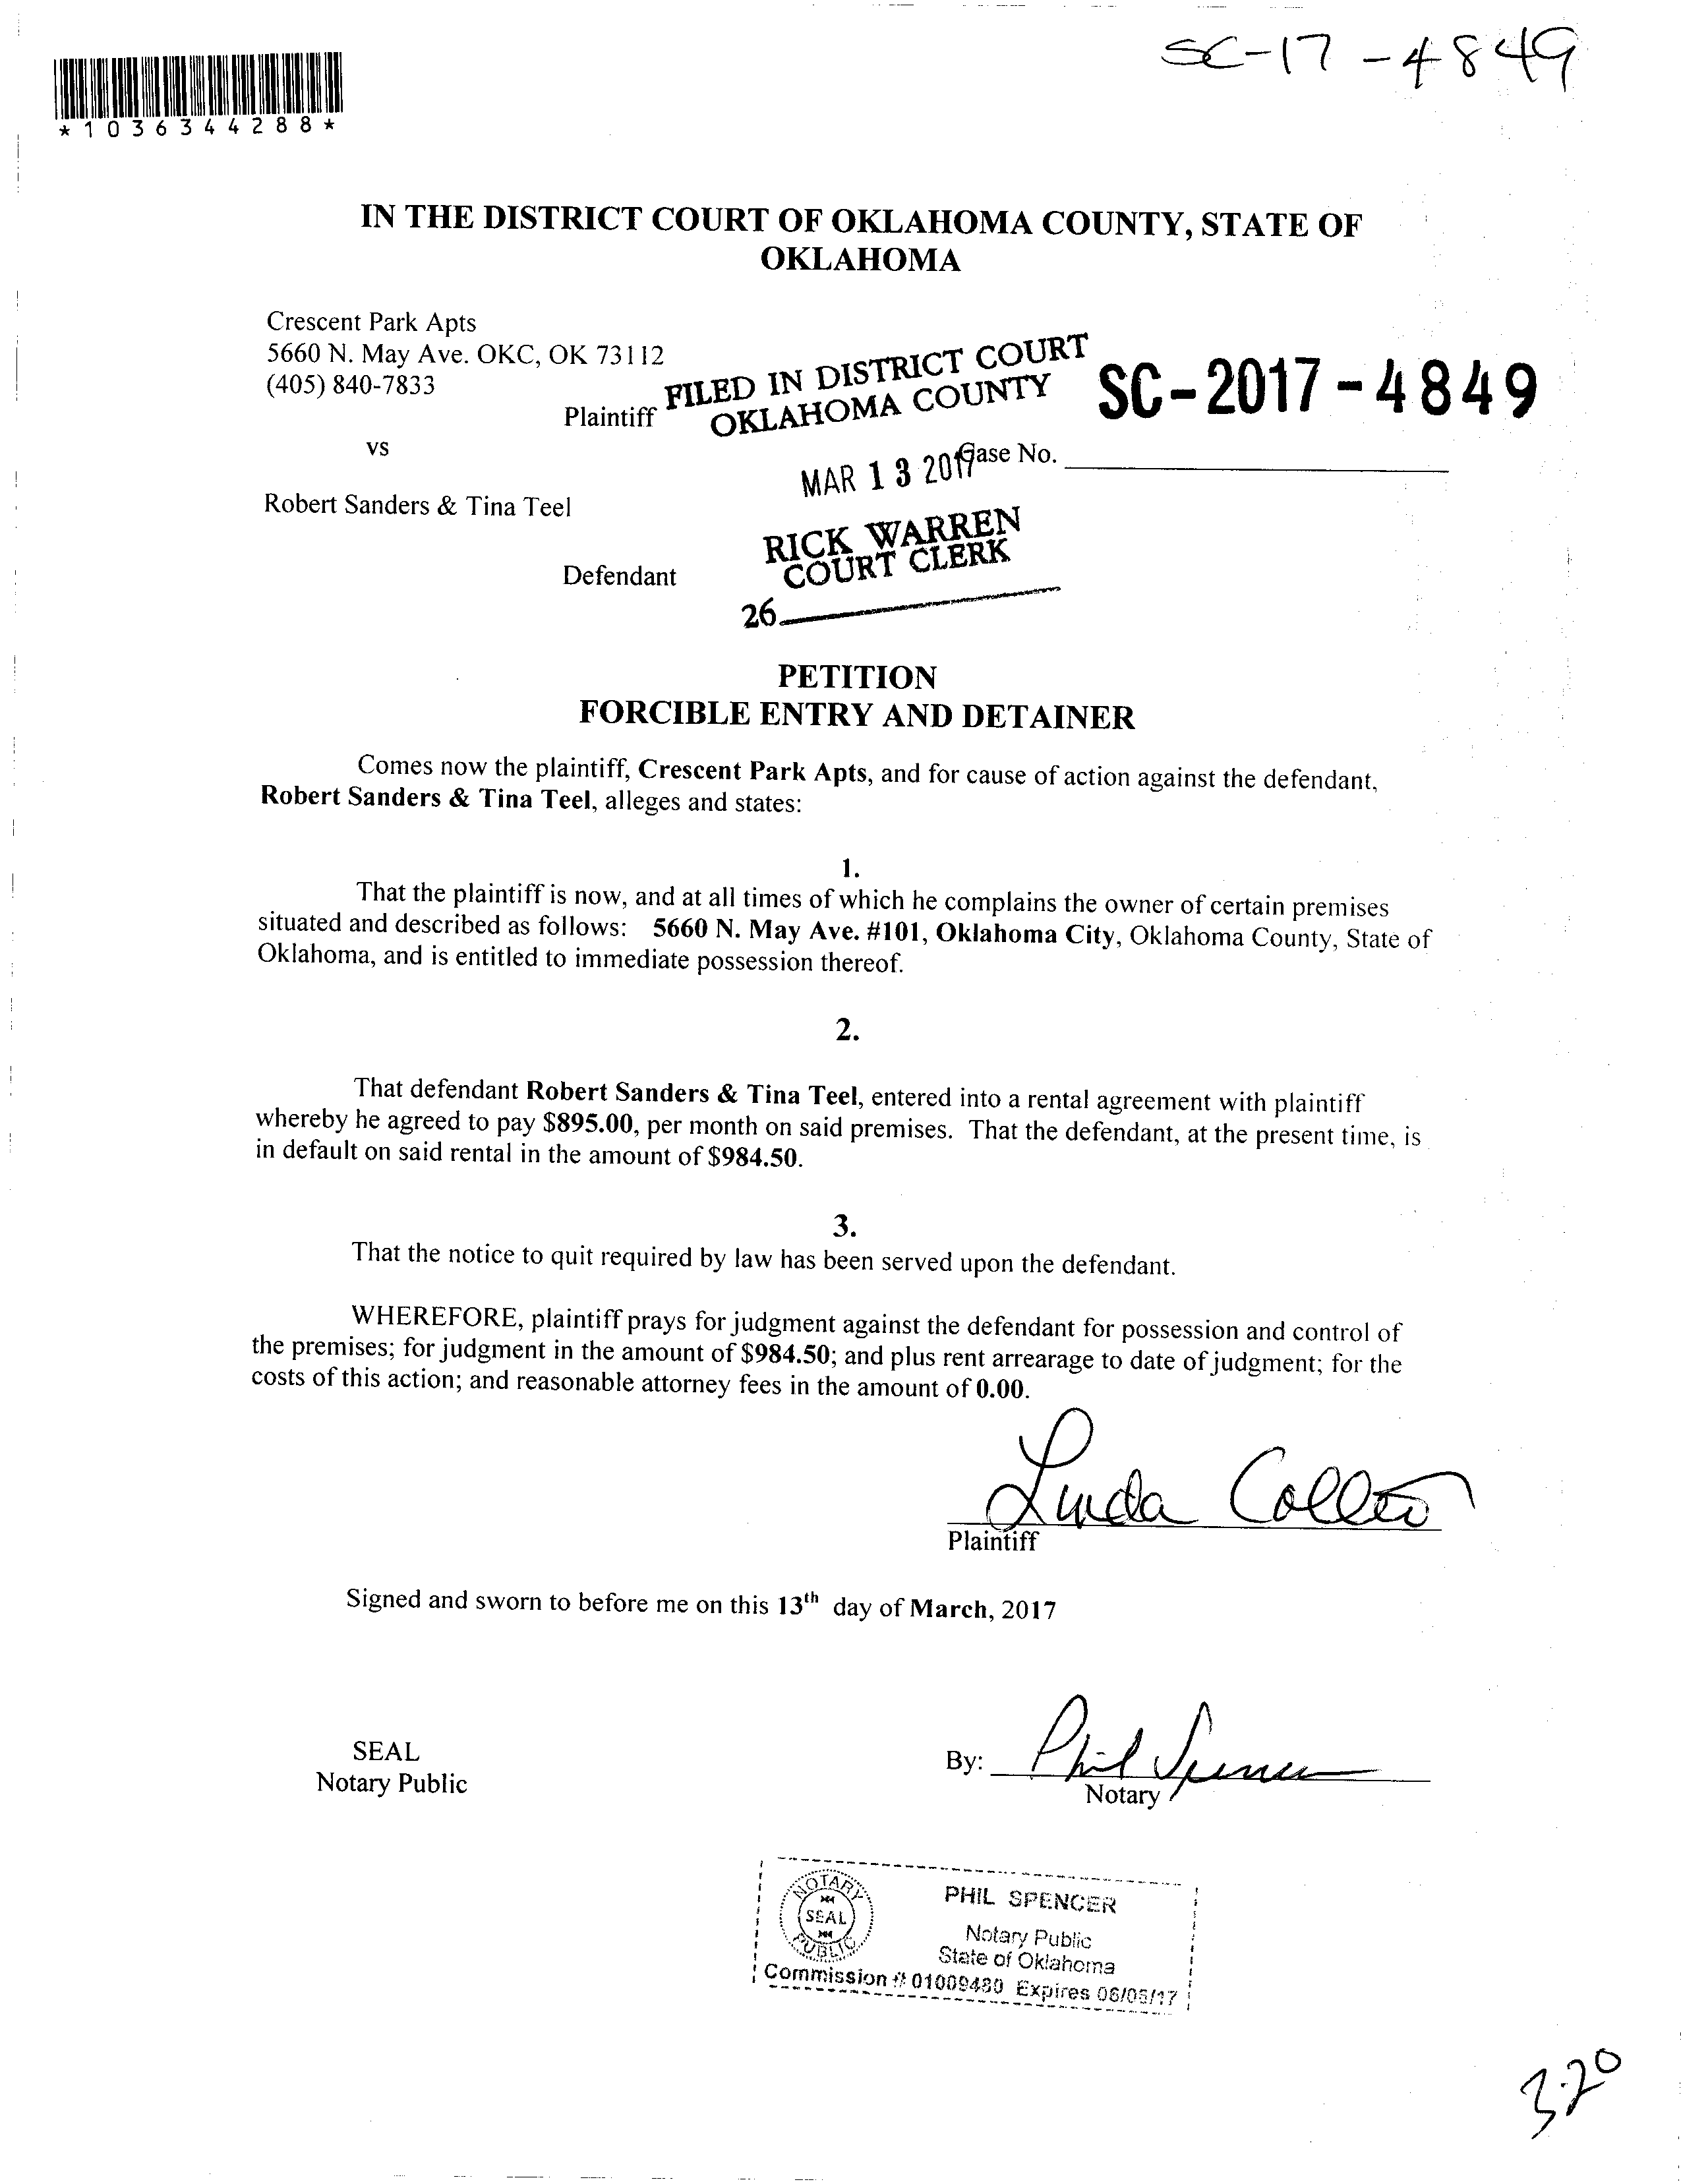 SC-17-4849
*1036344288*
IN THE DISTRICT COURT OF OKLAHOMA COUNTY, STATE OF
OKLAHOMA
Crescent Park Apts
5660 N. May Ave. OKC, OK 73112
(405) 840-7833
Plaintiff
FILED IN DISTRICT COURT
OKLAHOMA COUNTY
SC-2017-4849
vs
MAR 13 2017
Case No.
Robert Sanders & Tina Teel
RICK WARREN
COURT CLERK
Defendant
26
PETITION
FORCIBLE ENTRY AND DETAINER
Comes now the plaintiff, Crescent Park Apts, and for cause of action against the defendant,
Robert Sanders & Tina Teel, alleges and states:
1.
That the plaintiff is now, and at all times of which he complains the owner of certain premises
situated and described as follows: 5660 N. May Ave. #101, Oklahoma City, Oklahoma County, State of
Oklahoma, and is entitled to immediate possession thereof.
2.
That defendant Robert Sanders & Tina Teel, entered into a rental agreement with plaintiff
whereby he agreed to pay $895.00, per month on said premises. That the defendant, at the present time, is
in default on said rental in the amount of $984.50.
3.
That the notice to quit required by law has been served upon the defendant.
WHEREFORE, plaintiff prays for judgment against the defendant for possession and control of
the premises; for judgment in the amount of $984.50; and plus rent arrearage to date of judgment; for the
costs of this action; and reasonable attorney fees in the amount of 0.00.
Linda
Plaintiff
Signed and sworn to before me on this 13th day of March, 2017
SEAL
Notary Public
By: Phil Spencer
Notary
NOTARY
SEAL
PUBLIC
PHIL SPENCER
Notary Public
State of Oklahoma
Commission # 01009480 Expires 06/05/17
3-20